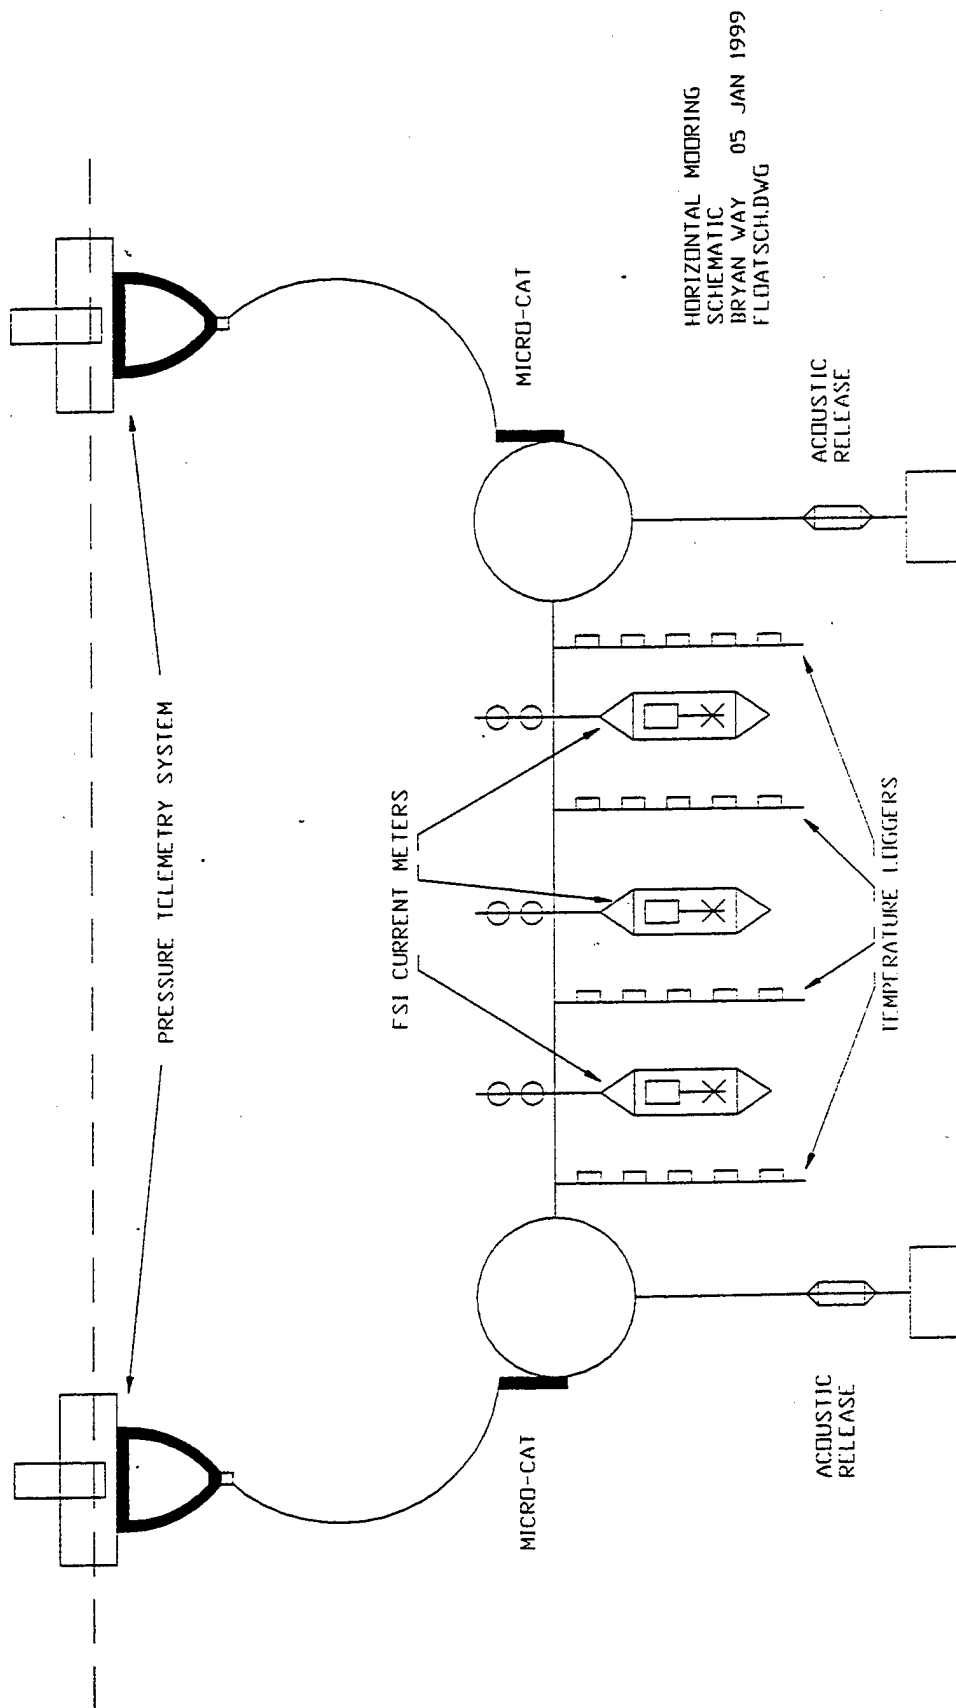 PRESSURE TELEMETRY SYSTEM
FSI CURRENT METERS
MICRO-CAT
MICRO-CAT
TEMPERATURE LOGGERS
ACOUSTIC
RELEASE
ACOUSTIC
RELEASE
HORIZONTAL MOORING
SCHEMATIC
BRYAN WAY 05 JAN 1999
FLOATSCH.DWG